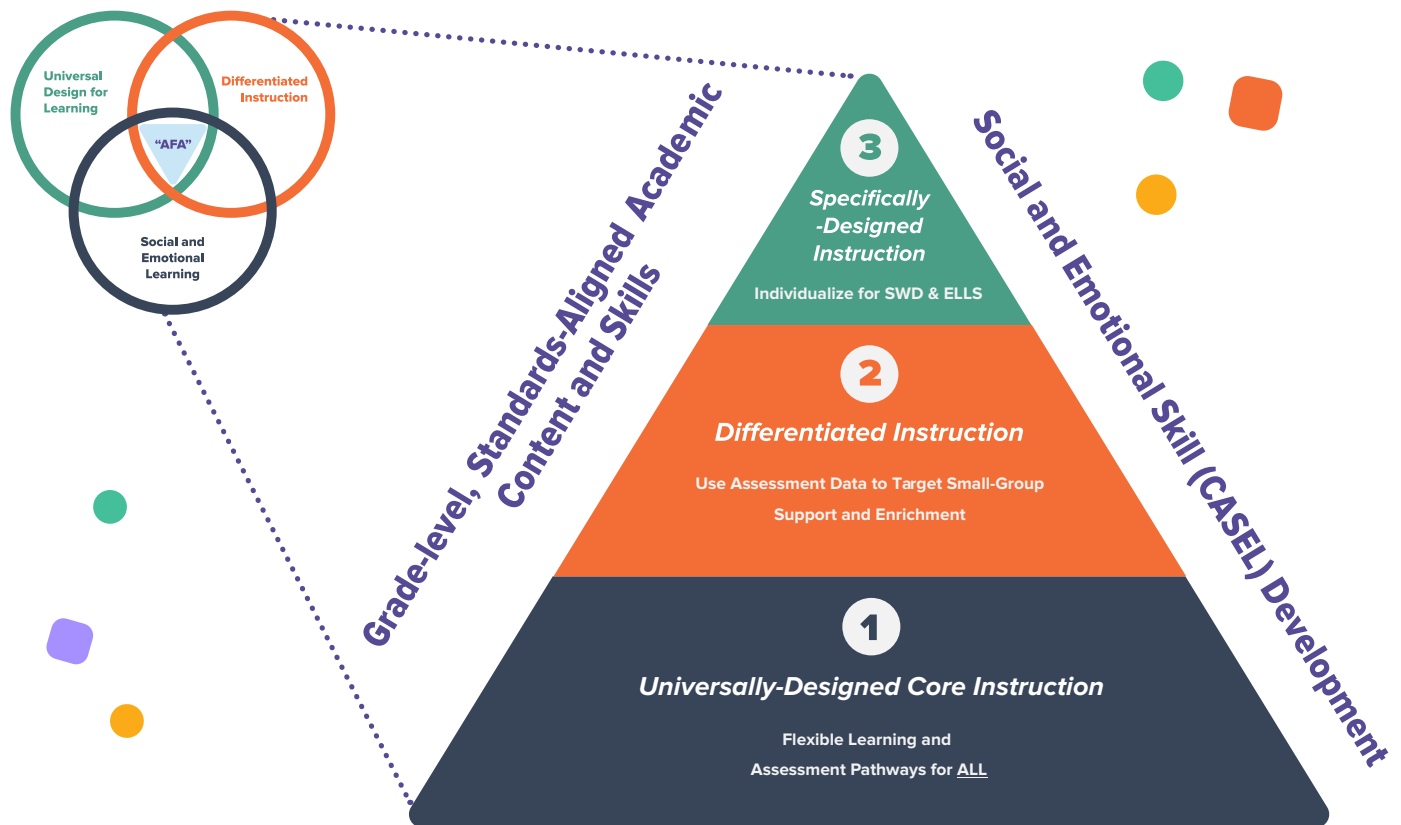 Universal
Design for
Learning
Differentiated
Instruction
“AFA”
Social and
Emotional
Learning
Grade-level, Standards-Aligned Academic
Content and Skills
3
Specifically
-Designed
Instruction
Individualize for SWD & ELLS
2
Differentiated Instruction
Use Assessment Data to Target Small-Group
Support and Enrichment
1
Universally-Designed Core Instruction
Flexible Learning and
Assessment Pathways for ALL
Social and Emotional Skill (CASEL) Development